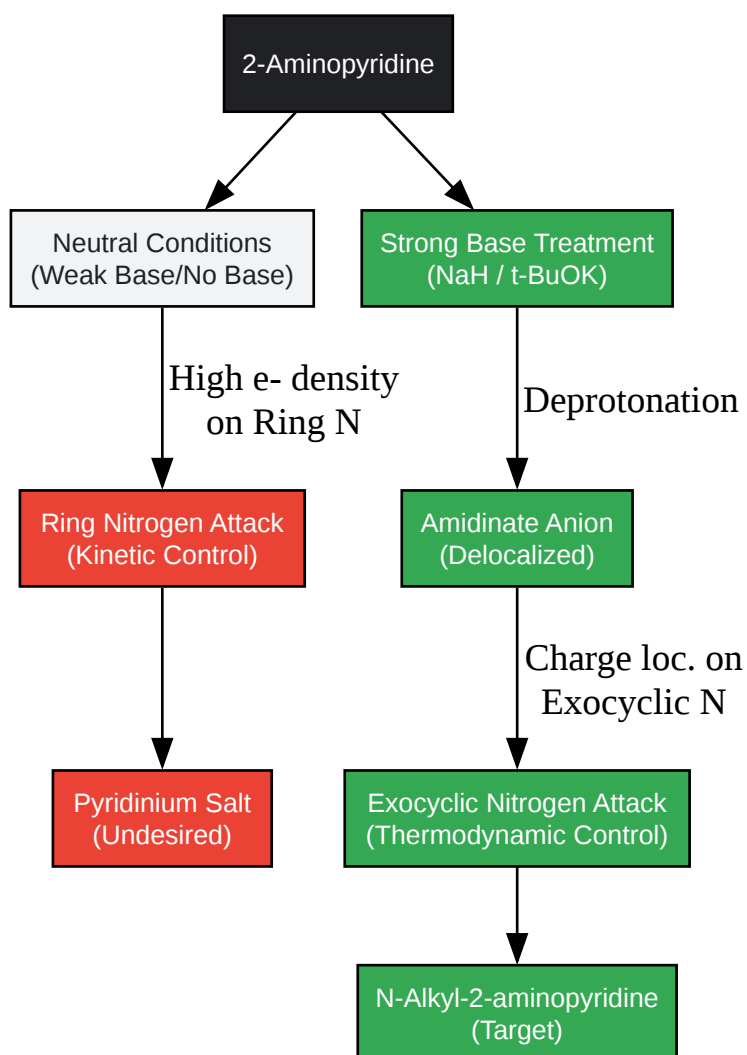 2-Aminopyridine
Neutral Conditions
(Weak Base/No Base)
Strong Base Treatment
(NaH / t-BuOK)
High e- density
on Ring N
Deprotonation
Ring Nitrogen Attack
(Kinetic Control)
Amidinate Anion
(Delocalized)
Charge loc. on
Exocyclic N
Pyridinium Salt
(Undesired)
Exocyclic Nitrogen Attack
(Thermodynamic Control)
N-Alkyl-2-aminopyridine
(Target)